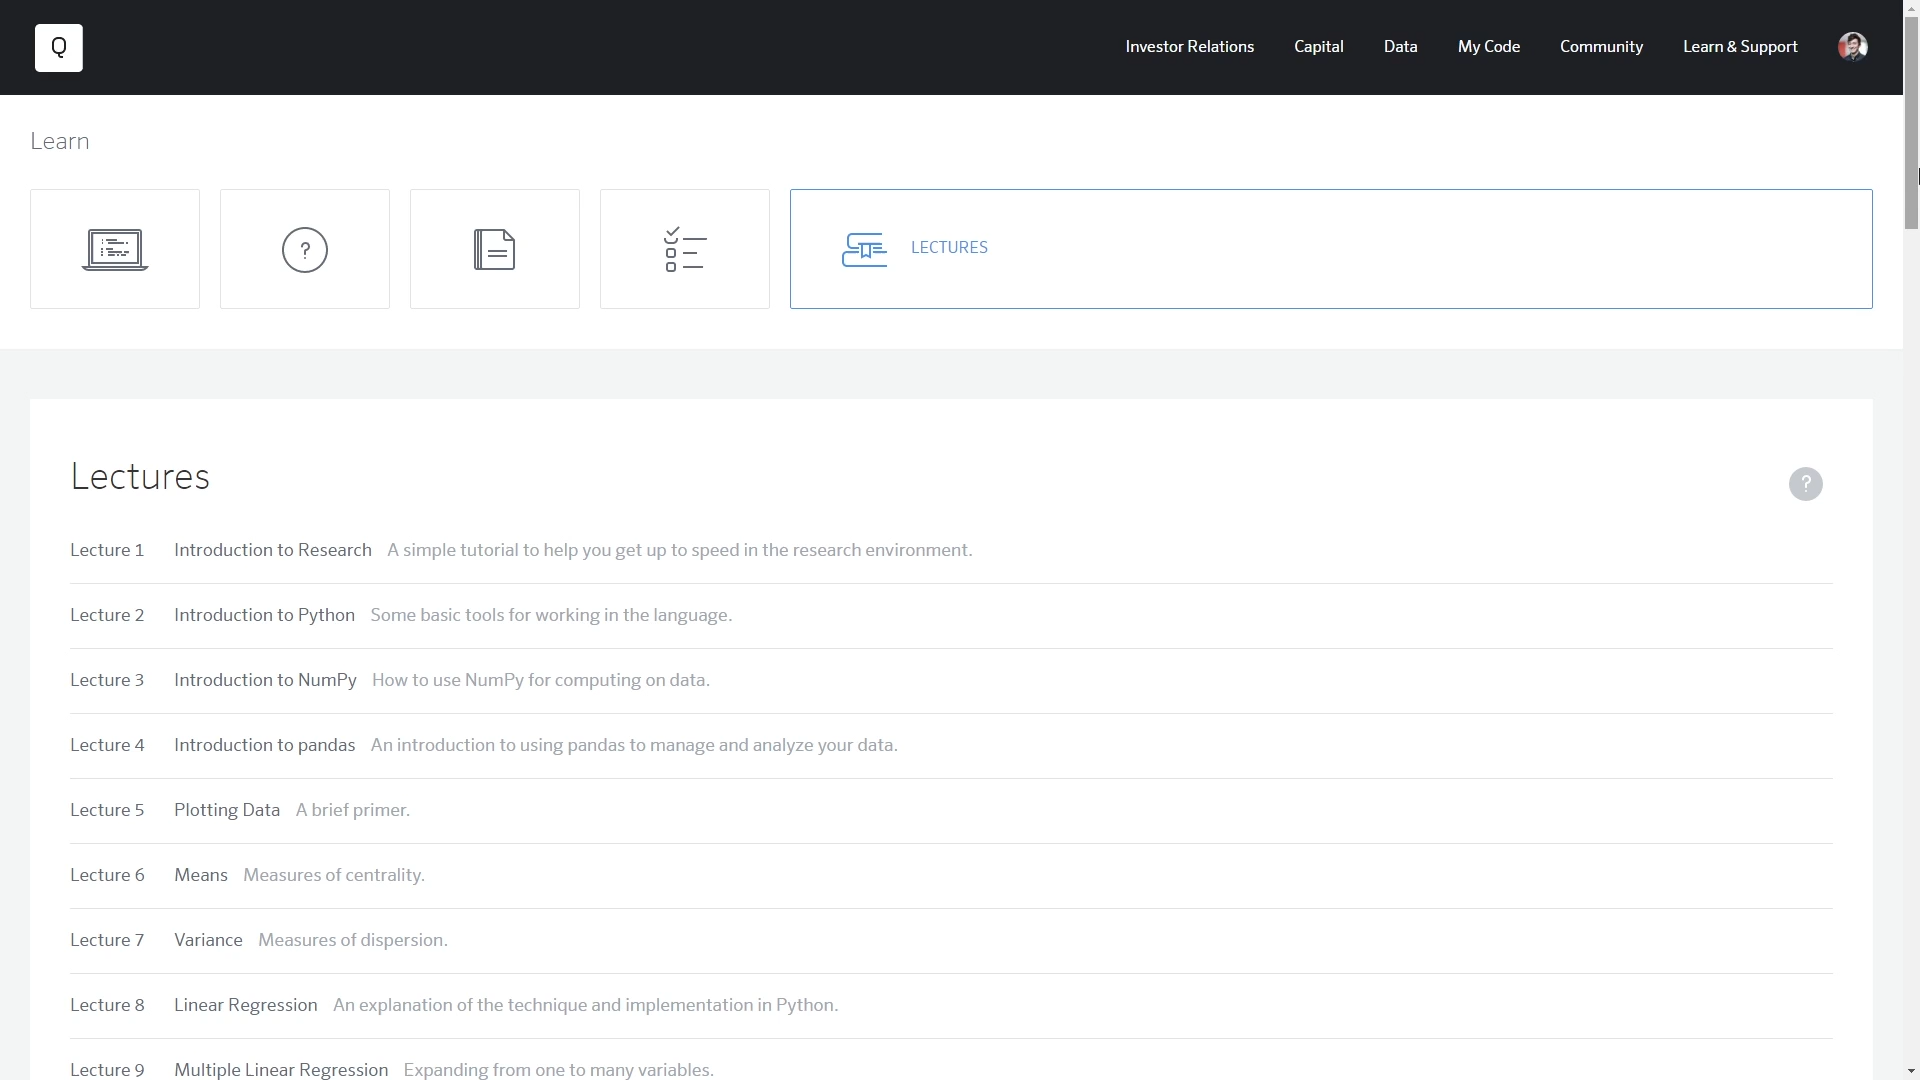 Q
Investor Relations Capital Data My Code Community Learn & Support
Learn
?
LECTURES
Lectures
?
Lecture 1 Introduction to Research A simple tutorial to help you get up to speed in the research environment.
Lecture 2 Introduction to Python Some basic tools for working in the language.
Lecture 3 Introduction to NumPy How to use NumPy for computing on data.
Lecture 4 Introduction to pandas An introduction to using pandas to manage and analyze your data.
Lecture 5 Plotting Data A brief primer.
Lecture 6 Means Measures of centrality.
Lecture 7 Variance Measures of dispersion.
Lecture 8 Linear Regression An explanation of the technique and implementation in Python.
Lecture 9 Multiple Linear Regression Expanding from one to many variables.